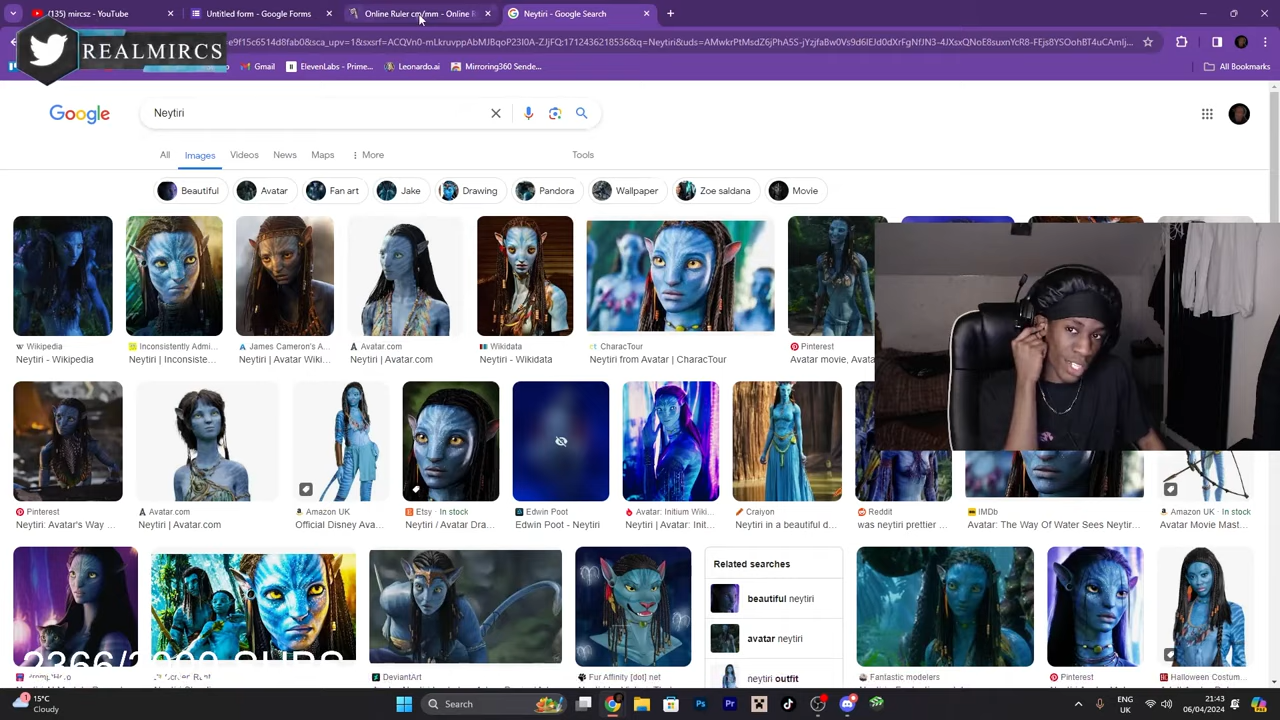 (135) mircsz - YouTube
Untitled form - Google Forms
Online Ruler cm/mm - Online
Neytiri - Google Search
REALMIRCS
Gmail
ElevenLabs - Prime...
Leonardo.ai
Mirroring360 Send...
All Bookmarks
Google
Neytiri
All
Images
Videos
News
Maps
More
Tools
Beautiful
Avatar
Fan art
Jake
Drawing
Pandora
Wallpaper
Zoe saldana
Movie
Wikipedia
Inconsistently Admi...
James Cameron's A...
Avatar.com
Wikidata
CharacTour
Pinterest
Neytiri - Wikipedia
Neytiri | Inconsiste...
Neytiri | Avatar Wiki...
Neytiri | Avatar.com
Neytiri - Wikidata
Neytiri from Avatar | CharacTour
Avatar movie, Avata
Pinterest
Avatar.com
Amazon UK
Etsy · In stock
Edwin Poot
Avatar: Initium Wiki...
Craiyon
Reddit
IMDb
Amazon UK · In stock
Neytiri: Avatar's Way ...
Neytiri | Avatar.com
Official Disney Ava...
Neytiri / Avatar Dra...
Edwin Poot - Neytiri
Neytiri | Avatar: Init...
Neytiri in a beautiful d...
was neytiri prettier ...
Avatar: The Way Of Water Sees Neytir...
Avatar Movie Mast...
Related searches
beautiful neytiri
avatar neytiri
neytiri outfit
DeviantArt
Fur Affinity [dot] net
Fantastic modelers
Pinterest
Halloween Costum...
15°C
Cloudy
Search
ENG
UK
21:43
06/04/2024